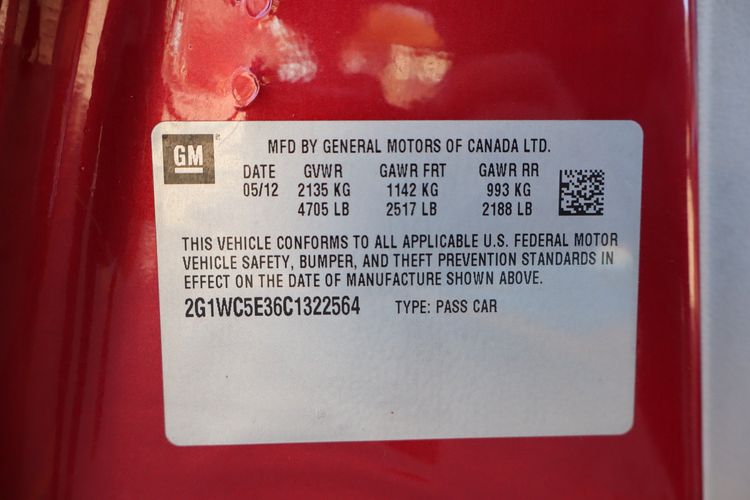 GM
MFD BY GENERAL MOTORS OF CANADA LTD.
DATE GVWR GAWR FRT GAWR RR
05/12 2135 KG 1142 KG 993 KG
4705 LB 2517 LB 2188 LB
THIS VEHICLE CONFORMS TO ALL APPLICABLE U.S. FEDERAL MOTOR
VEHICLE SAFETY, BUMPER, AND THEFT PREVENTION STANDARDS IN
EFFECT ON THE DATE OF MANUFACTURE SHOWN ABOVE.
2G1WC5E36C1322564 TYPE: PASS CAR